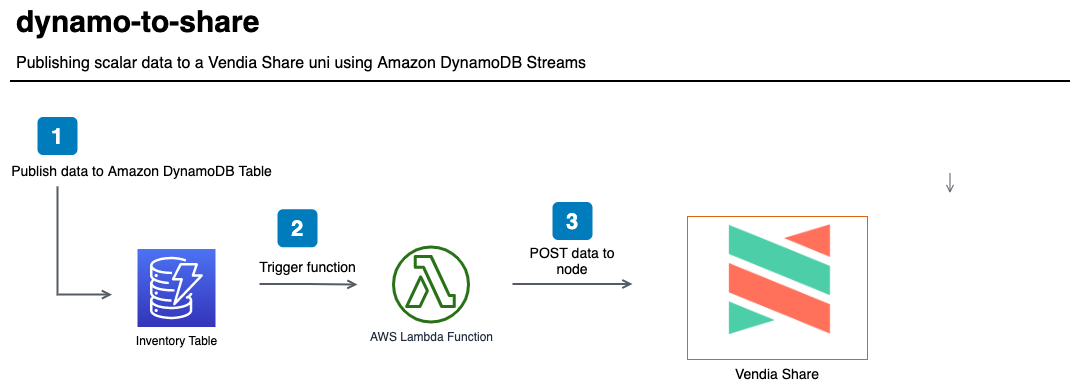 dynamo-to-share
Publishing scalar data to a Vendia Share uni using Amazon DynamoDB Streams
1
Publish data to Amazon DynamoDB Table
2
Trigger function
3
POST data to
node
Inventory Table
AWS Lambda Function
Vendia Share